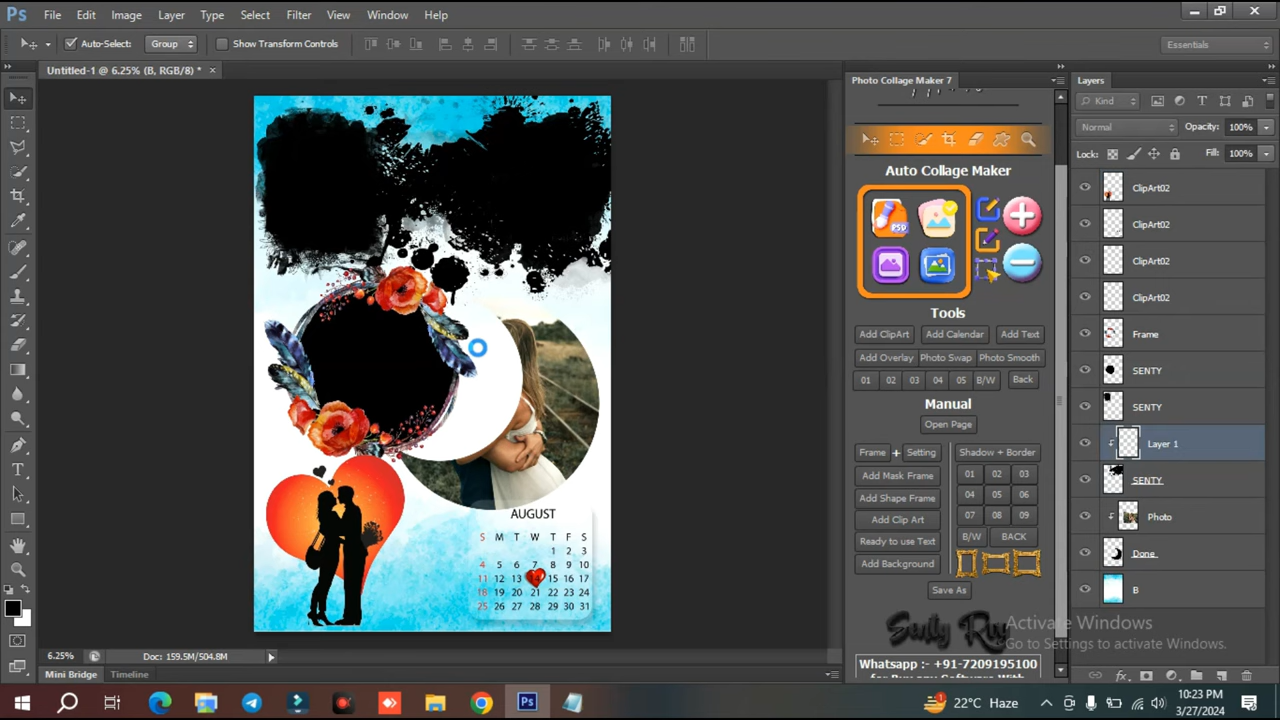 Ps File Edit Image Layer Type Select Filter View Window Help
Auto-Select: Group Show Transform Controls Essentials
Untitled-1 @ 6.25% (B, RGB/8) * ×
Photo Collage Maker 7
Auto Collage Maker
PSD
Tools
Add ClipArt Add Calendar Add Text
Add Overlay Photo Swap Photo Smooth
01 02 03 04 05 B/W Back
Manual
Open Page
Frame + Setting Shadow + Border
Add Mask Frame 01 02 03
Add Shape Frame 04 05 06
Add Clip Art 07 08 09
Ready to use Text B/W BACK
Add Background
Save As
Whatsapp :- +91-7209195100
for Buy any Software With
Layers
Kind
Normal Opacity: 100%
Lock: Fill: 100%
ClipArt02
ClipArt02
ClipArt02
ClipArt02
Frame
SENTY
SENTY
Layer 1
SENTY
Photo
Done
B
AUGUST
S M T W T F S
1 2 3
4 5 6 7 8 9 10
11 12 13 14 15 16 17
18 19 20 21 22 23 24
25 26 27 28 29 30 31
Activate Windows
Go to Settings to activate Windows.
6.25% Doc: 159.5M/504.8M
Mini Bridge Timeline
22°C Haze
10:23 PM
3/27/2024